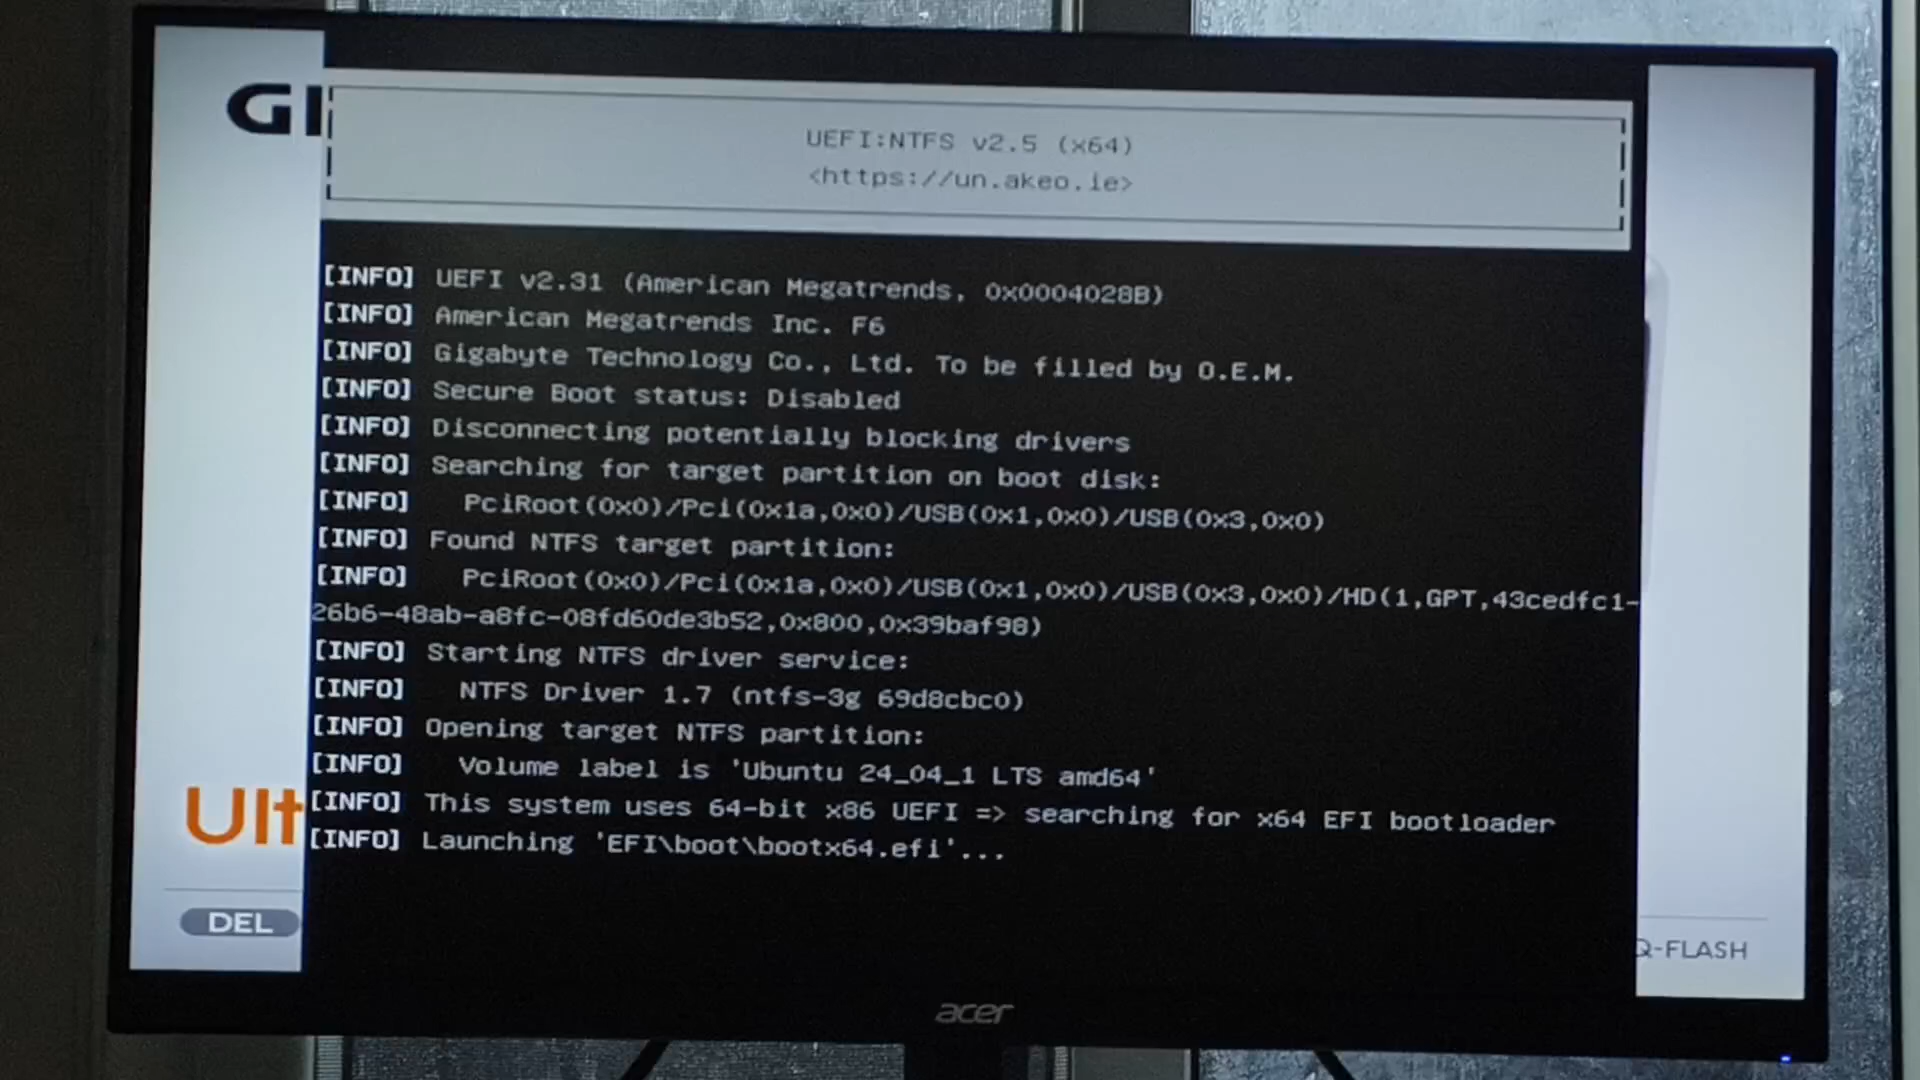 GI
UEFI:NTFS v2.5 (x64)
<https://un.akeo.ie>
[INFO] UEFI v2.31 (American Megatrends, 0x0004028B)
[INFO] American Megatrends Inc. F6
[INFO] Gigabyte Technology Co., Ltd. To be filled by O.E.M.
[INFO] Secure Boot status: Disabled
[INFO] Disconnecting potentially blocking drivers
[INFO] Searching for target partition on boot disk:
[INFO]   PciRoot(0x0)/Pci(0x1a,0x0)/USB(0x1,0x0)/USB(0x3,0x0)
[INFO] Found NTFS target partition:
[INFO]   PciRoot(0x0)/Pci(0x1a,0x0)/USB(0x1,0x0)/USB(0x3,0x0)/HD(1,GPT,43cedfc1-
26b6-48ab-a8fc-08fd60de3b52,0x800,0x39baf98)
[INFO] Starting NTFS driver service:
[INFO]   NTFS Driver 1.7 (ntfs-3g 69d8cbc0)
[INFO] Opening target NTFS partition:
[INFO]   Volume label is 'Ubuntu 24_04_1 LTS amd64'
[INFO] This system uses 64-bit x86 UEFI => searching for x64 EFI bootloader
[INFO] Launching 'EFI\boot\bootx64.efi'...
Ult
DEL
Q-FLASH
acer